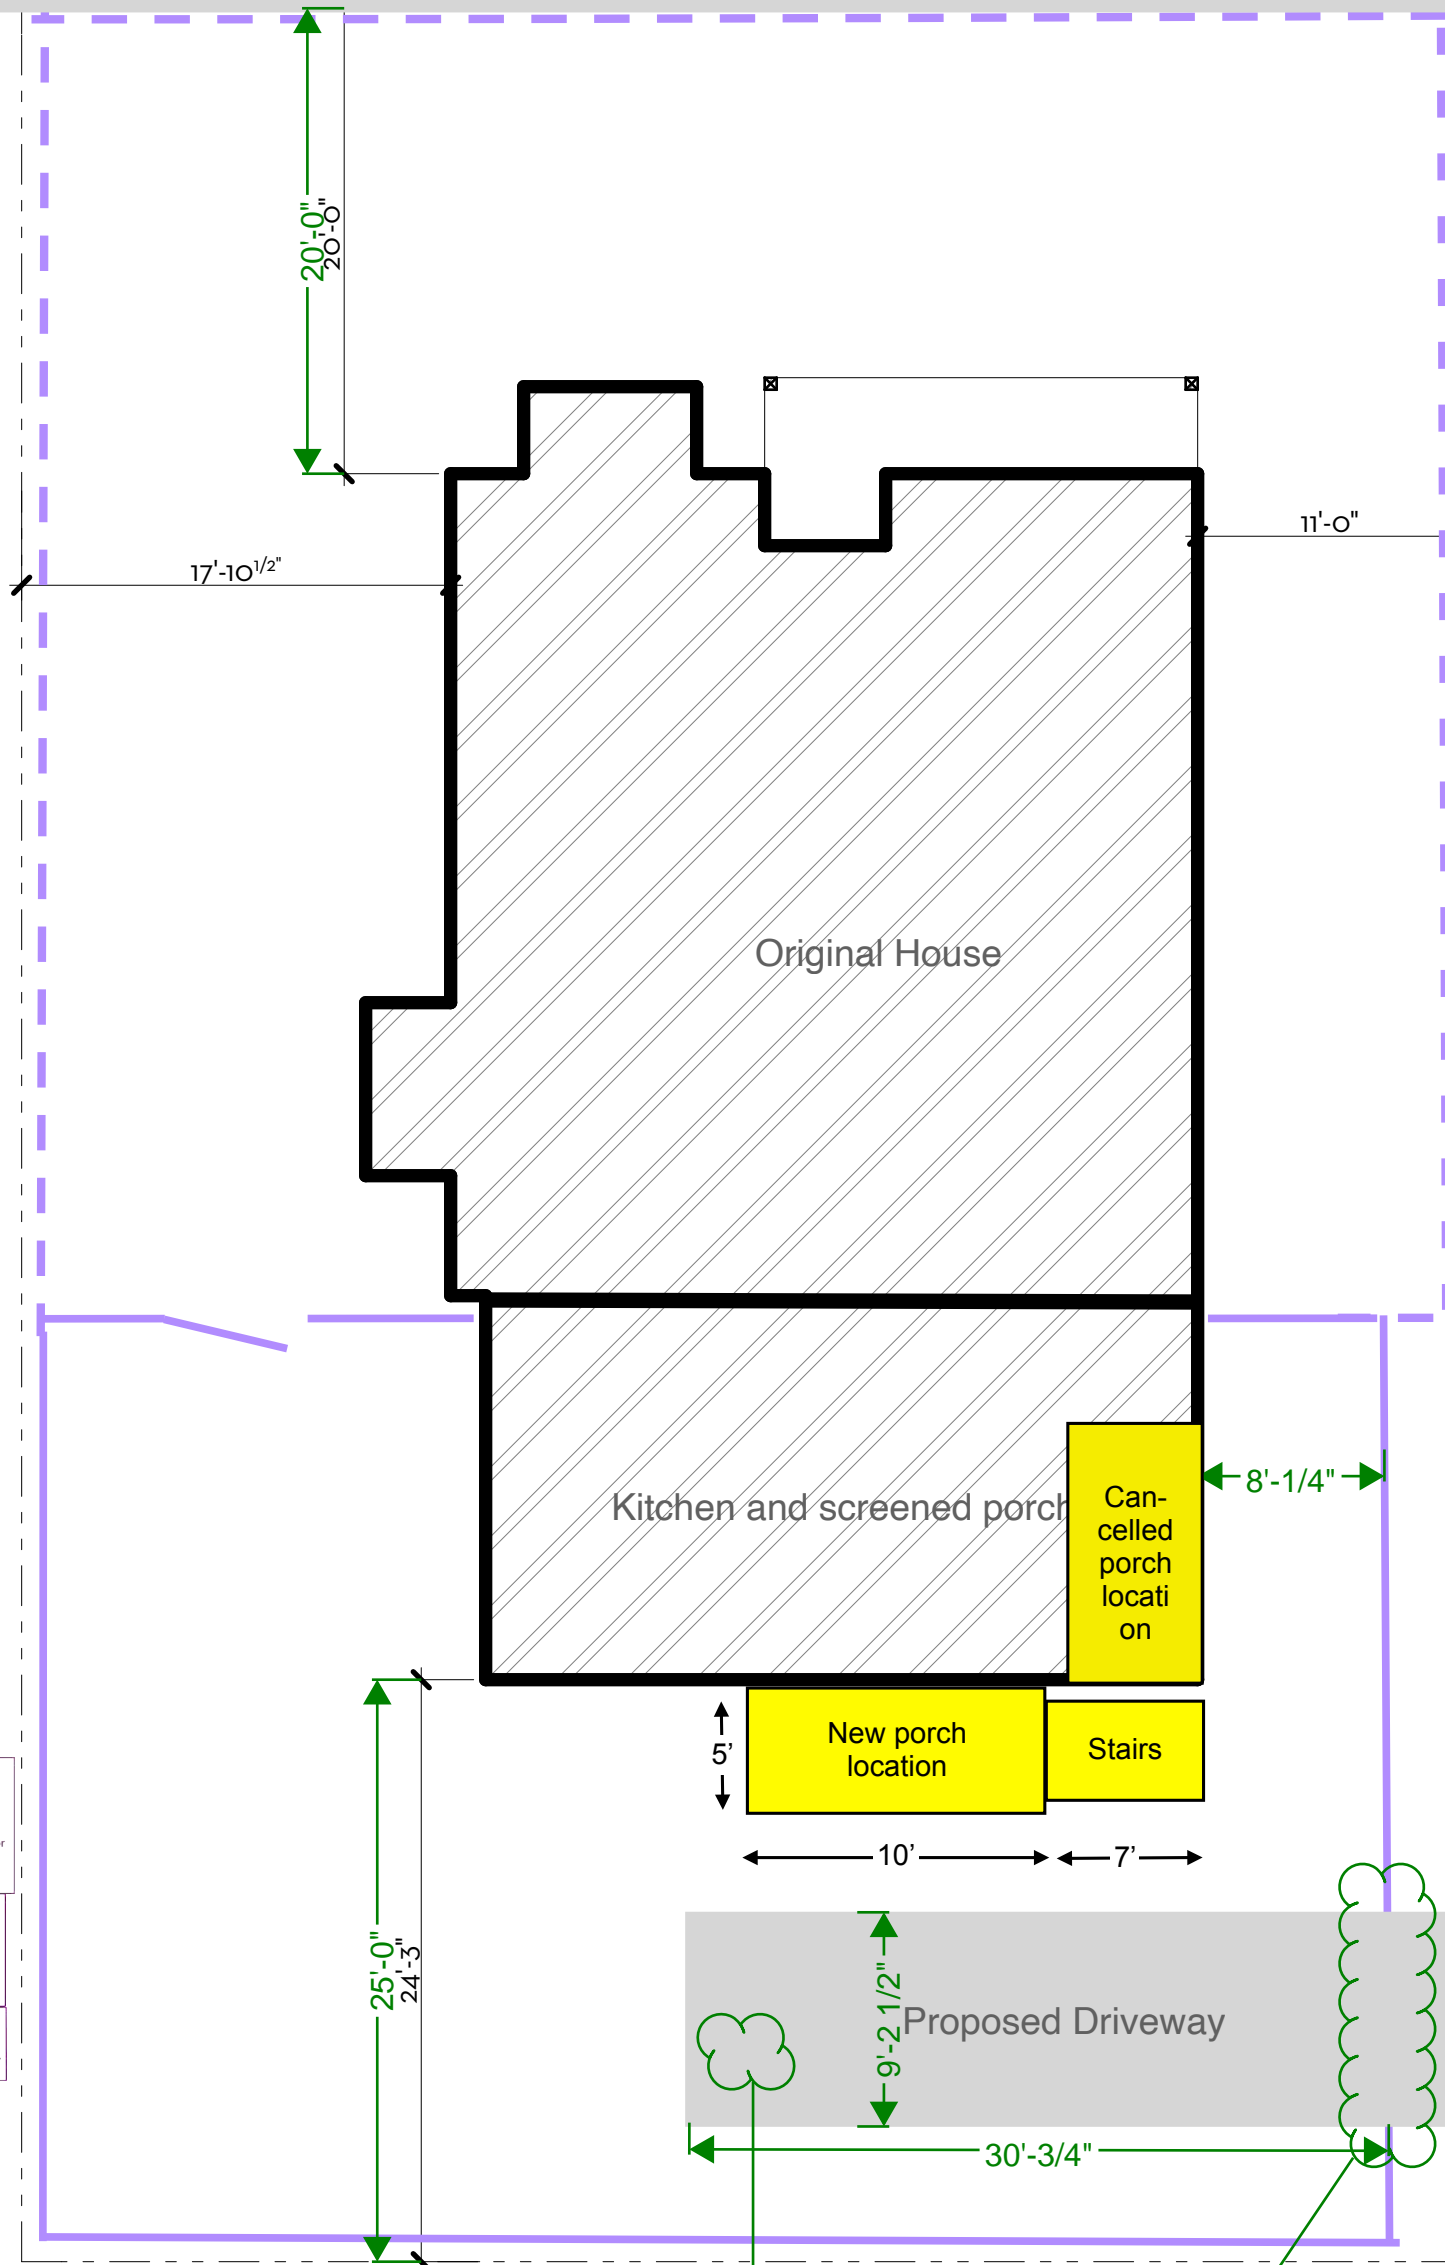 20'-0"
20'-0"
11'-0"
17'-10 1/2"
Original House
8'-1/4"
Kitchen and screened porch
Can-
celled
porch
locati
on
New porch
location
Stairs
5’
10’
7’
25'-0"
24'-3"
9'-2 1/2"
Proposed Driveway
30'-3/4"